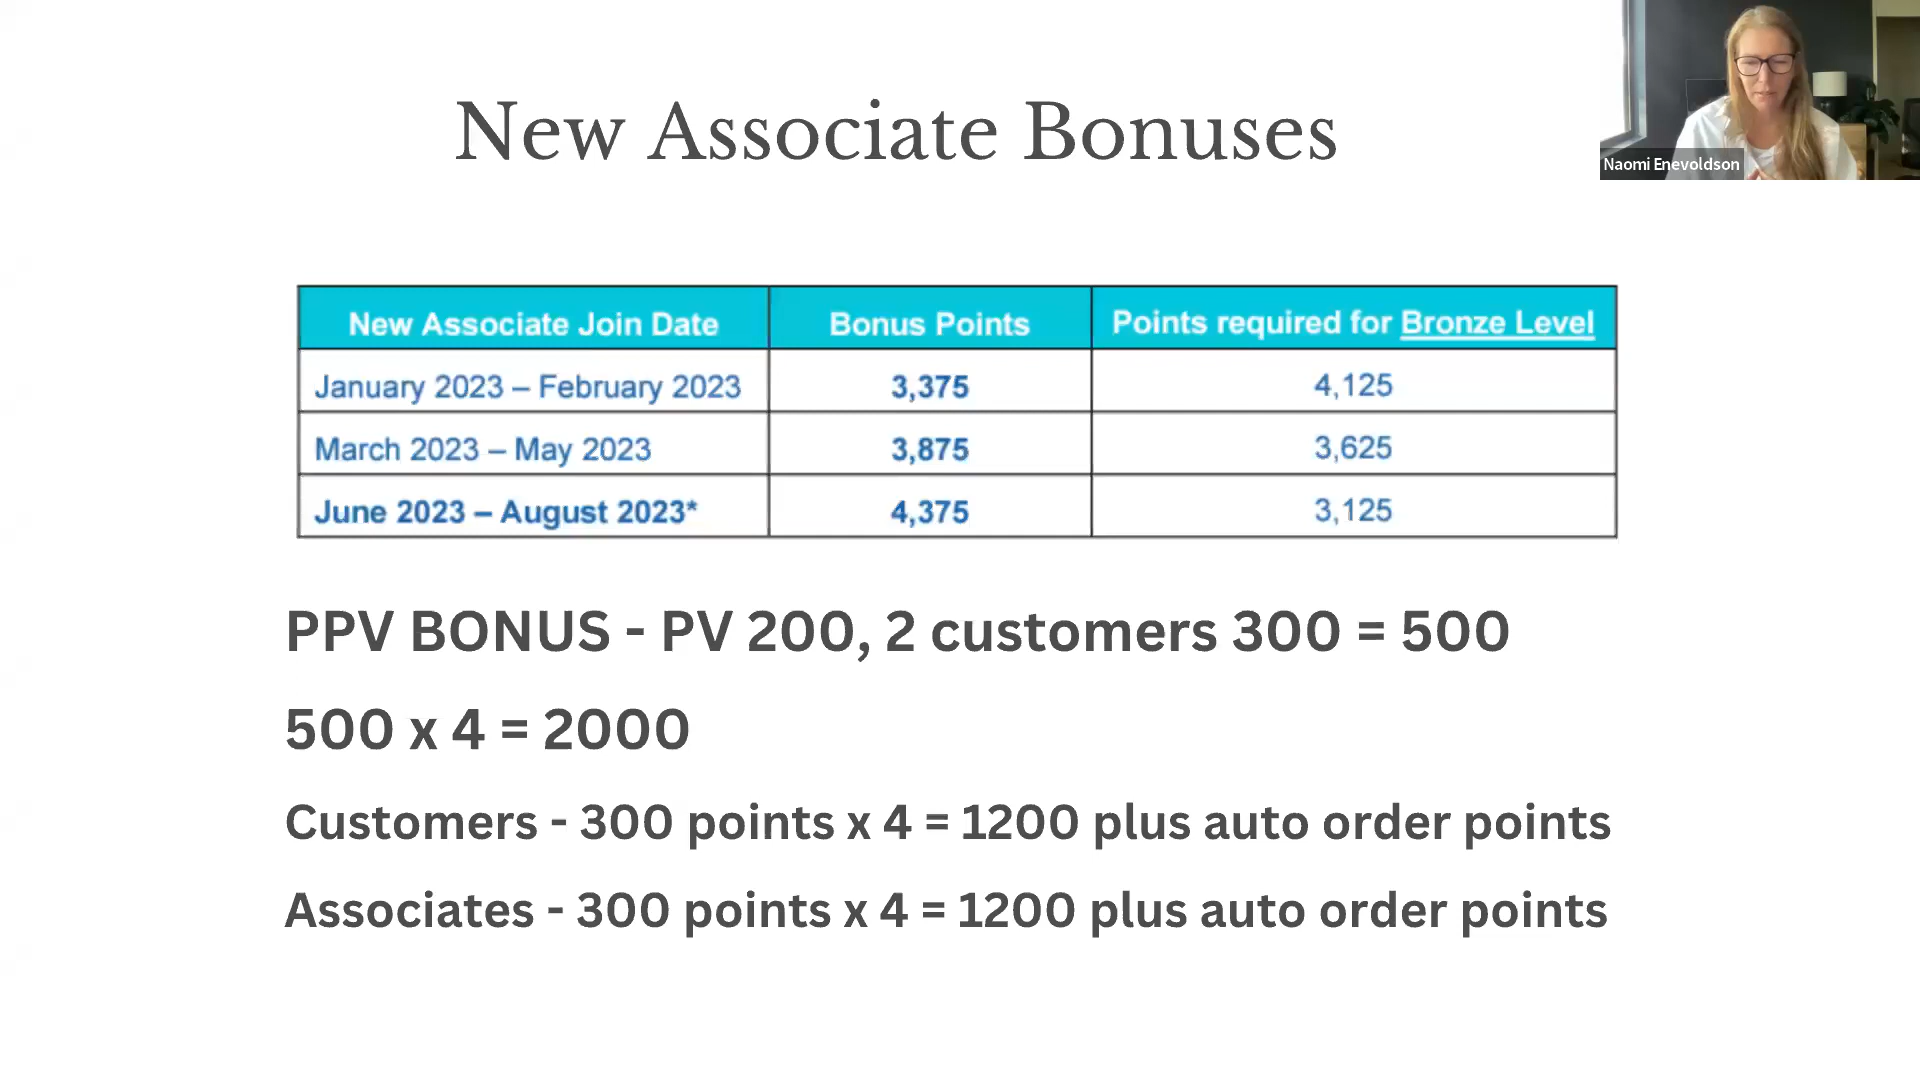 New Associate Bonuses
Naomi Enevoldson
New Associate Join Date Bonus Points Points required for Bronze Level
January 2023 – February 2023 3,375 4,125
March 2023 – May 2023 3,875 3,625
June 2023 – August 2023* 4,375 3,125
PPV BONUS - PV 200, 2 customers 300 = 500
500 x 4 = 2000
Customers - 300 points x 4 = 1200 plus auto order points
Associates - 300 points x 4 = 1200 plus auto order points